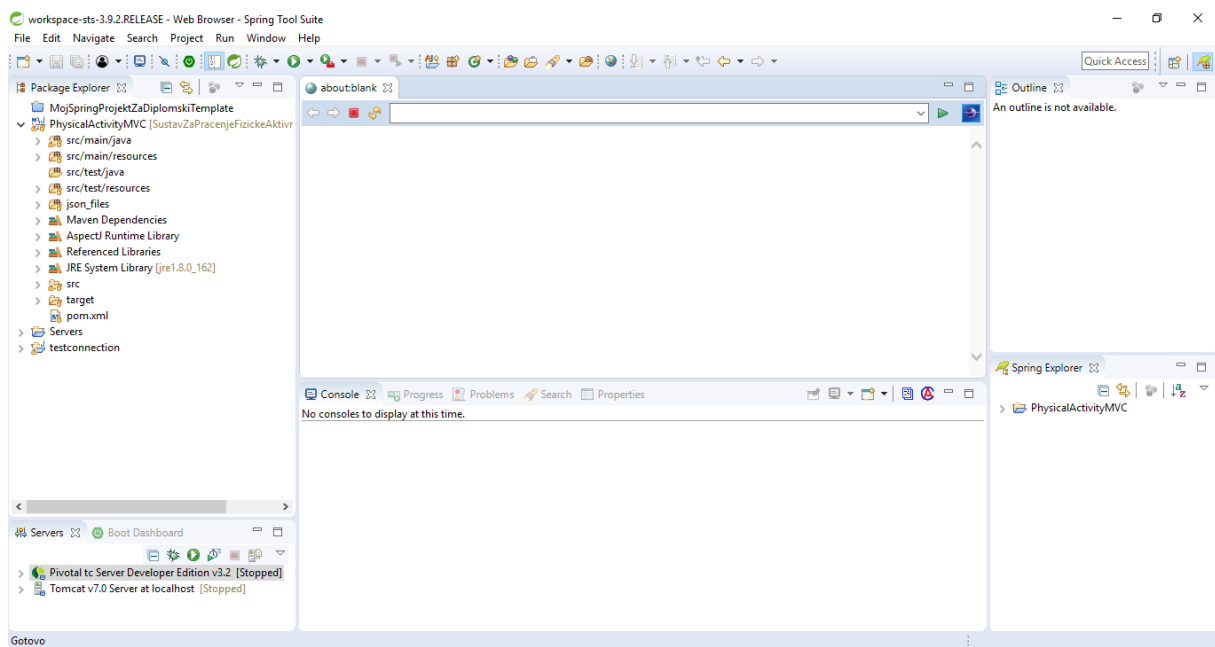 workspace-sts-3.9.2.RELEASE - Web Browser - Spring Tool Suite
File Edit Navigate Search Project Run Window Help
Quick Access
Package Explorer
MojSpringProjektZaDiplomskiTemplate
PhysicalActivityMVC [SustavZaPracenjeFizickeAktivr
src/main/java
src/main/resources
src/test/java
src/test/resources
json_files
Maven Dependencies
AspectJ Runtime Library
Referenced Libraries
JRE System Library [jre1.8.0_162]
src
target
pom.xml
Servers
testconnection
Servers Boot Dashboard
Pivotal tc Server Developer Edition v3.2 [Stopped]
Tomcat v7.0 Server at localhost [Stopped]
about:blank
Console Progress Problems Search Properties
No consoles to display at this time.
Outline
An outline is not available.
Spring Explorer
PhysicalActivityMVC
Gotovo